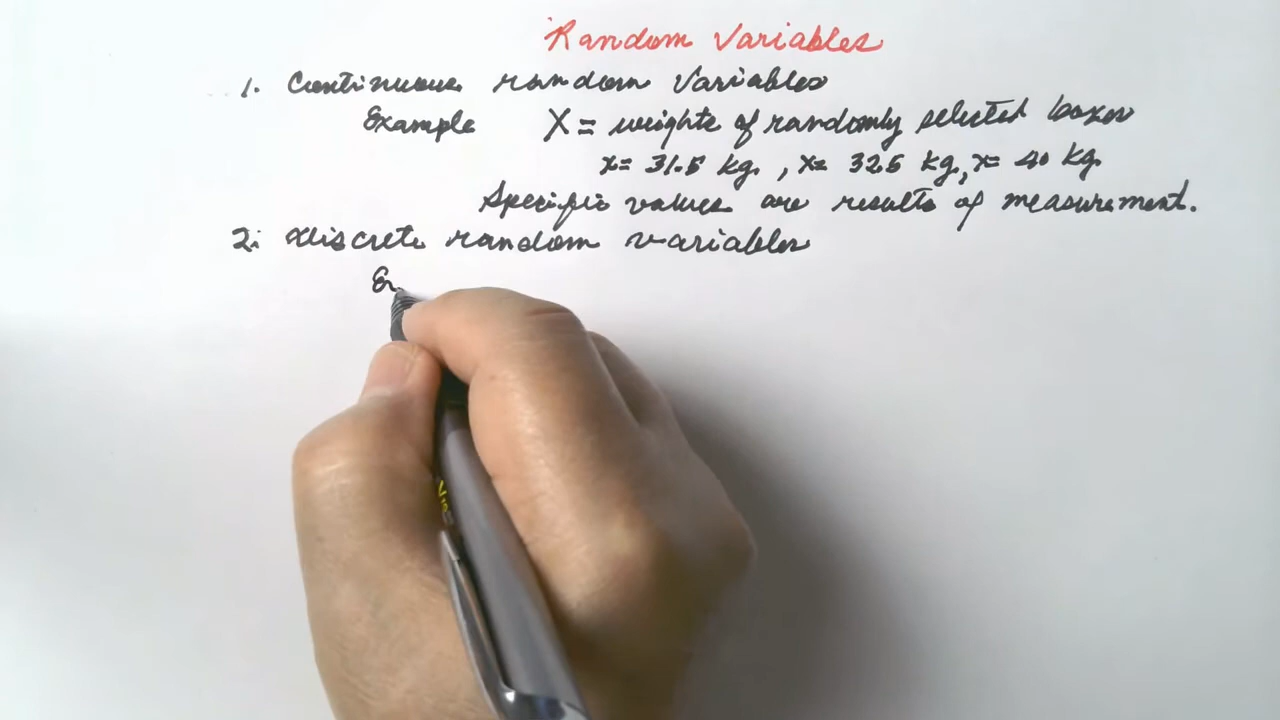 Random Variables
1. Continuous random Variables
Example X = weights of randomly selected boxes
x= 31.5 kg., x= 32.5 kg, x= 40 kg.
Specific values are results of measurement.
2. Discrete random variables
Ex